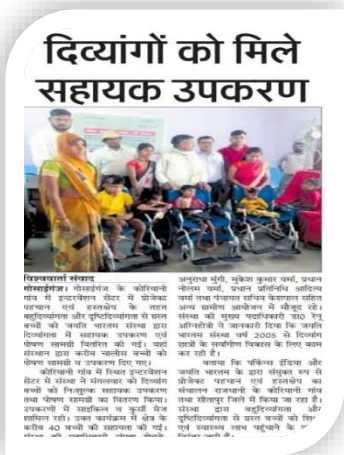 दिव्यांगों को मिले
सहायक उपकरण
विश्ववार्ता संवाद
गोसाईगंज। गोसाईगंज के कोरियानी
गांव में इन्टरवेंशन सेंटर में प्रोजेक्ट
पहचान एवं हस्तक्षेप के तहत
बहुदिव्यांगता और दृष्टिदिव्यांगता से ग्रस्त
बच्चों को जयति भारतम संस्था द्वारा
दिव्यांगता में सहायक उपकरण एवं
पोषण सामग्री वितरित की गई। यहां
संस्थान द्वारा करीब चालीस बच्चों को
पोषण सामग्री व उपकरण दिए गए।
कोरियानी गांव में स्थित इन्टरवेंशन
सेंटर में संस्था ने मंगलवार को दिव्यांग
बच्चों को निःशुल्क सहायक उपकरण
तथा पोषण सामग्री का वितरण किया।
उपकरणों में साइकिल व कुर्सी मेज
शामिल रही। उक्त कार्यक्रम में क्षेत्र के
करीब 40 बच्चों की सहायता की गई।
अनुराधा मुंगी, मुकेश कुमार वर्मा, प्रधान
नीलम वर्मा, प्रधान प्रतिनिधि आदित्य
वर्मा तथा पंचायत सचिव केशपाल सहित
अन्य ग्रामीण आयोजन में मौजूद रहे।
संस्था की मुख्य पदाधिकारी डा0 रेनू
अग्निहोत्री ने जानकारी दिया कि जयति
भारतम संस्था वर्ष 2005 से दिव्यांग
छात्रों के सर्वांगीण विकास के लिए काम
कर रही है।
बताया कि पर्किन्स इंडिया और
जयति भारतम के द्वारा संयुक्त रुप से
प्रोजेक्ट पहचान एवं हस्तक्षेप का
संचालन राजधानी के कोरियानी गांव
तथा सीतापुर जिले में किया जा रहा है।
संस्था द्वारा बहुदिव्यांगता और
दृष्टिदिव्यांगता से ग्रस्त बच्चों को
एवं स्वास्थ्य लाभ पहुंचाने के